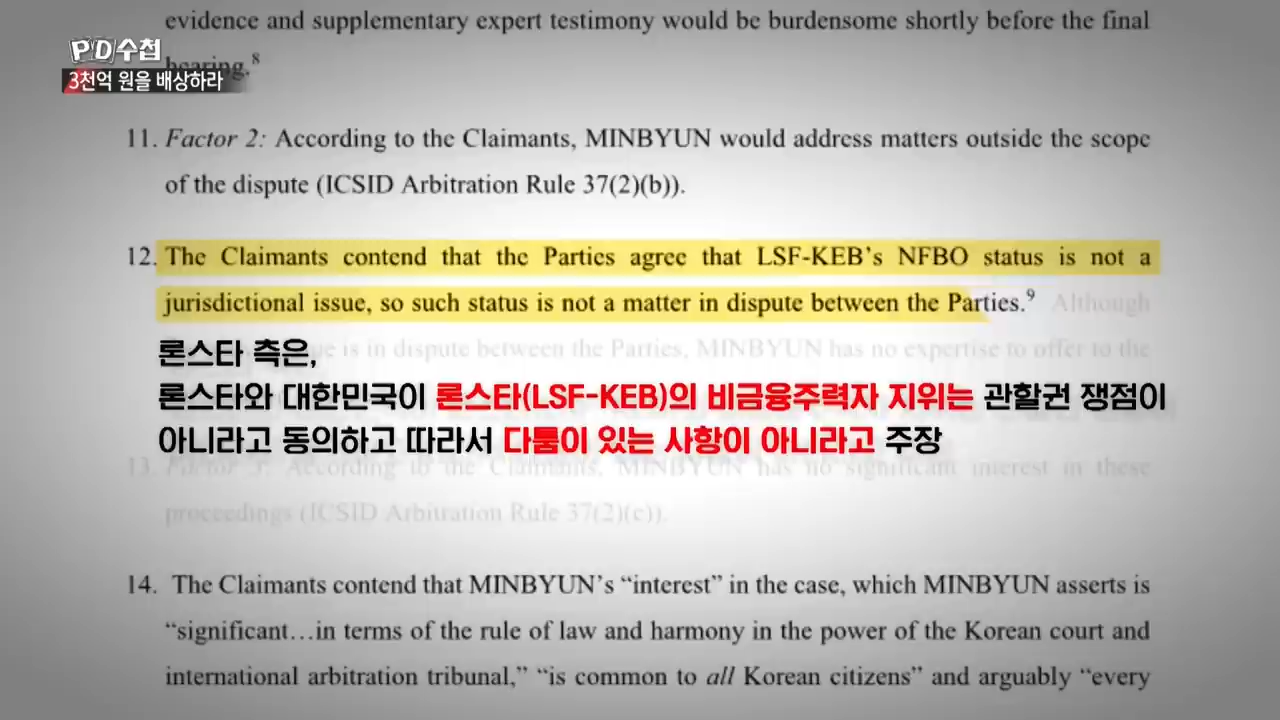 evidence and supplementary expert testimony would be burdensome shortly before the final
PD수첩
hearing.8
3천억 원을 배상하라
11. Factor 2: According to the Claimants, MINBYUN would address matters outside the scope
of the dispute (ICSID Arbitration Rule 37(2)(b)).
12. The Claimants contend that the Parties agree that LSF-KEB's NFBO status is not a
jurisdictional issue, so such status is not a matter in dispute between the Parties.9 Although
is in dispute between the Parties, MINBYUN has no expertise to offer to the
론스타 측은,
론스타와 대한민국이 론스타(LSF-KEB)의 비금융주력자 지위는 관할권 쟁점이
아니라고 동의하고 따라서 다툼이 있는 사항이 아니라고 주장
13. Factor 3: According to the Claimants, MINBYUN has no significant interest in these
proceedings (ICSID Arbitration Rule 37(2)(c)).
14. The Claimants contend that MINBYUN's “interest” in the case, which MINBYUN asserts is
“significant…in terms of the rule of law and harmony in the power of the Korean court and
international arbitration tribunal,” “is common to all Korean citizens” and arguably “every